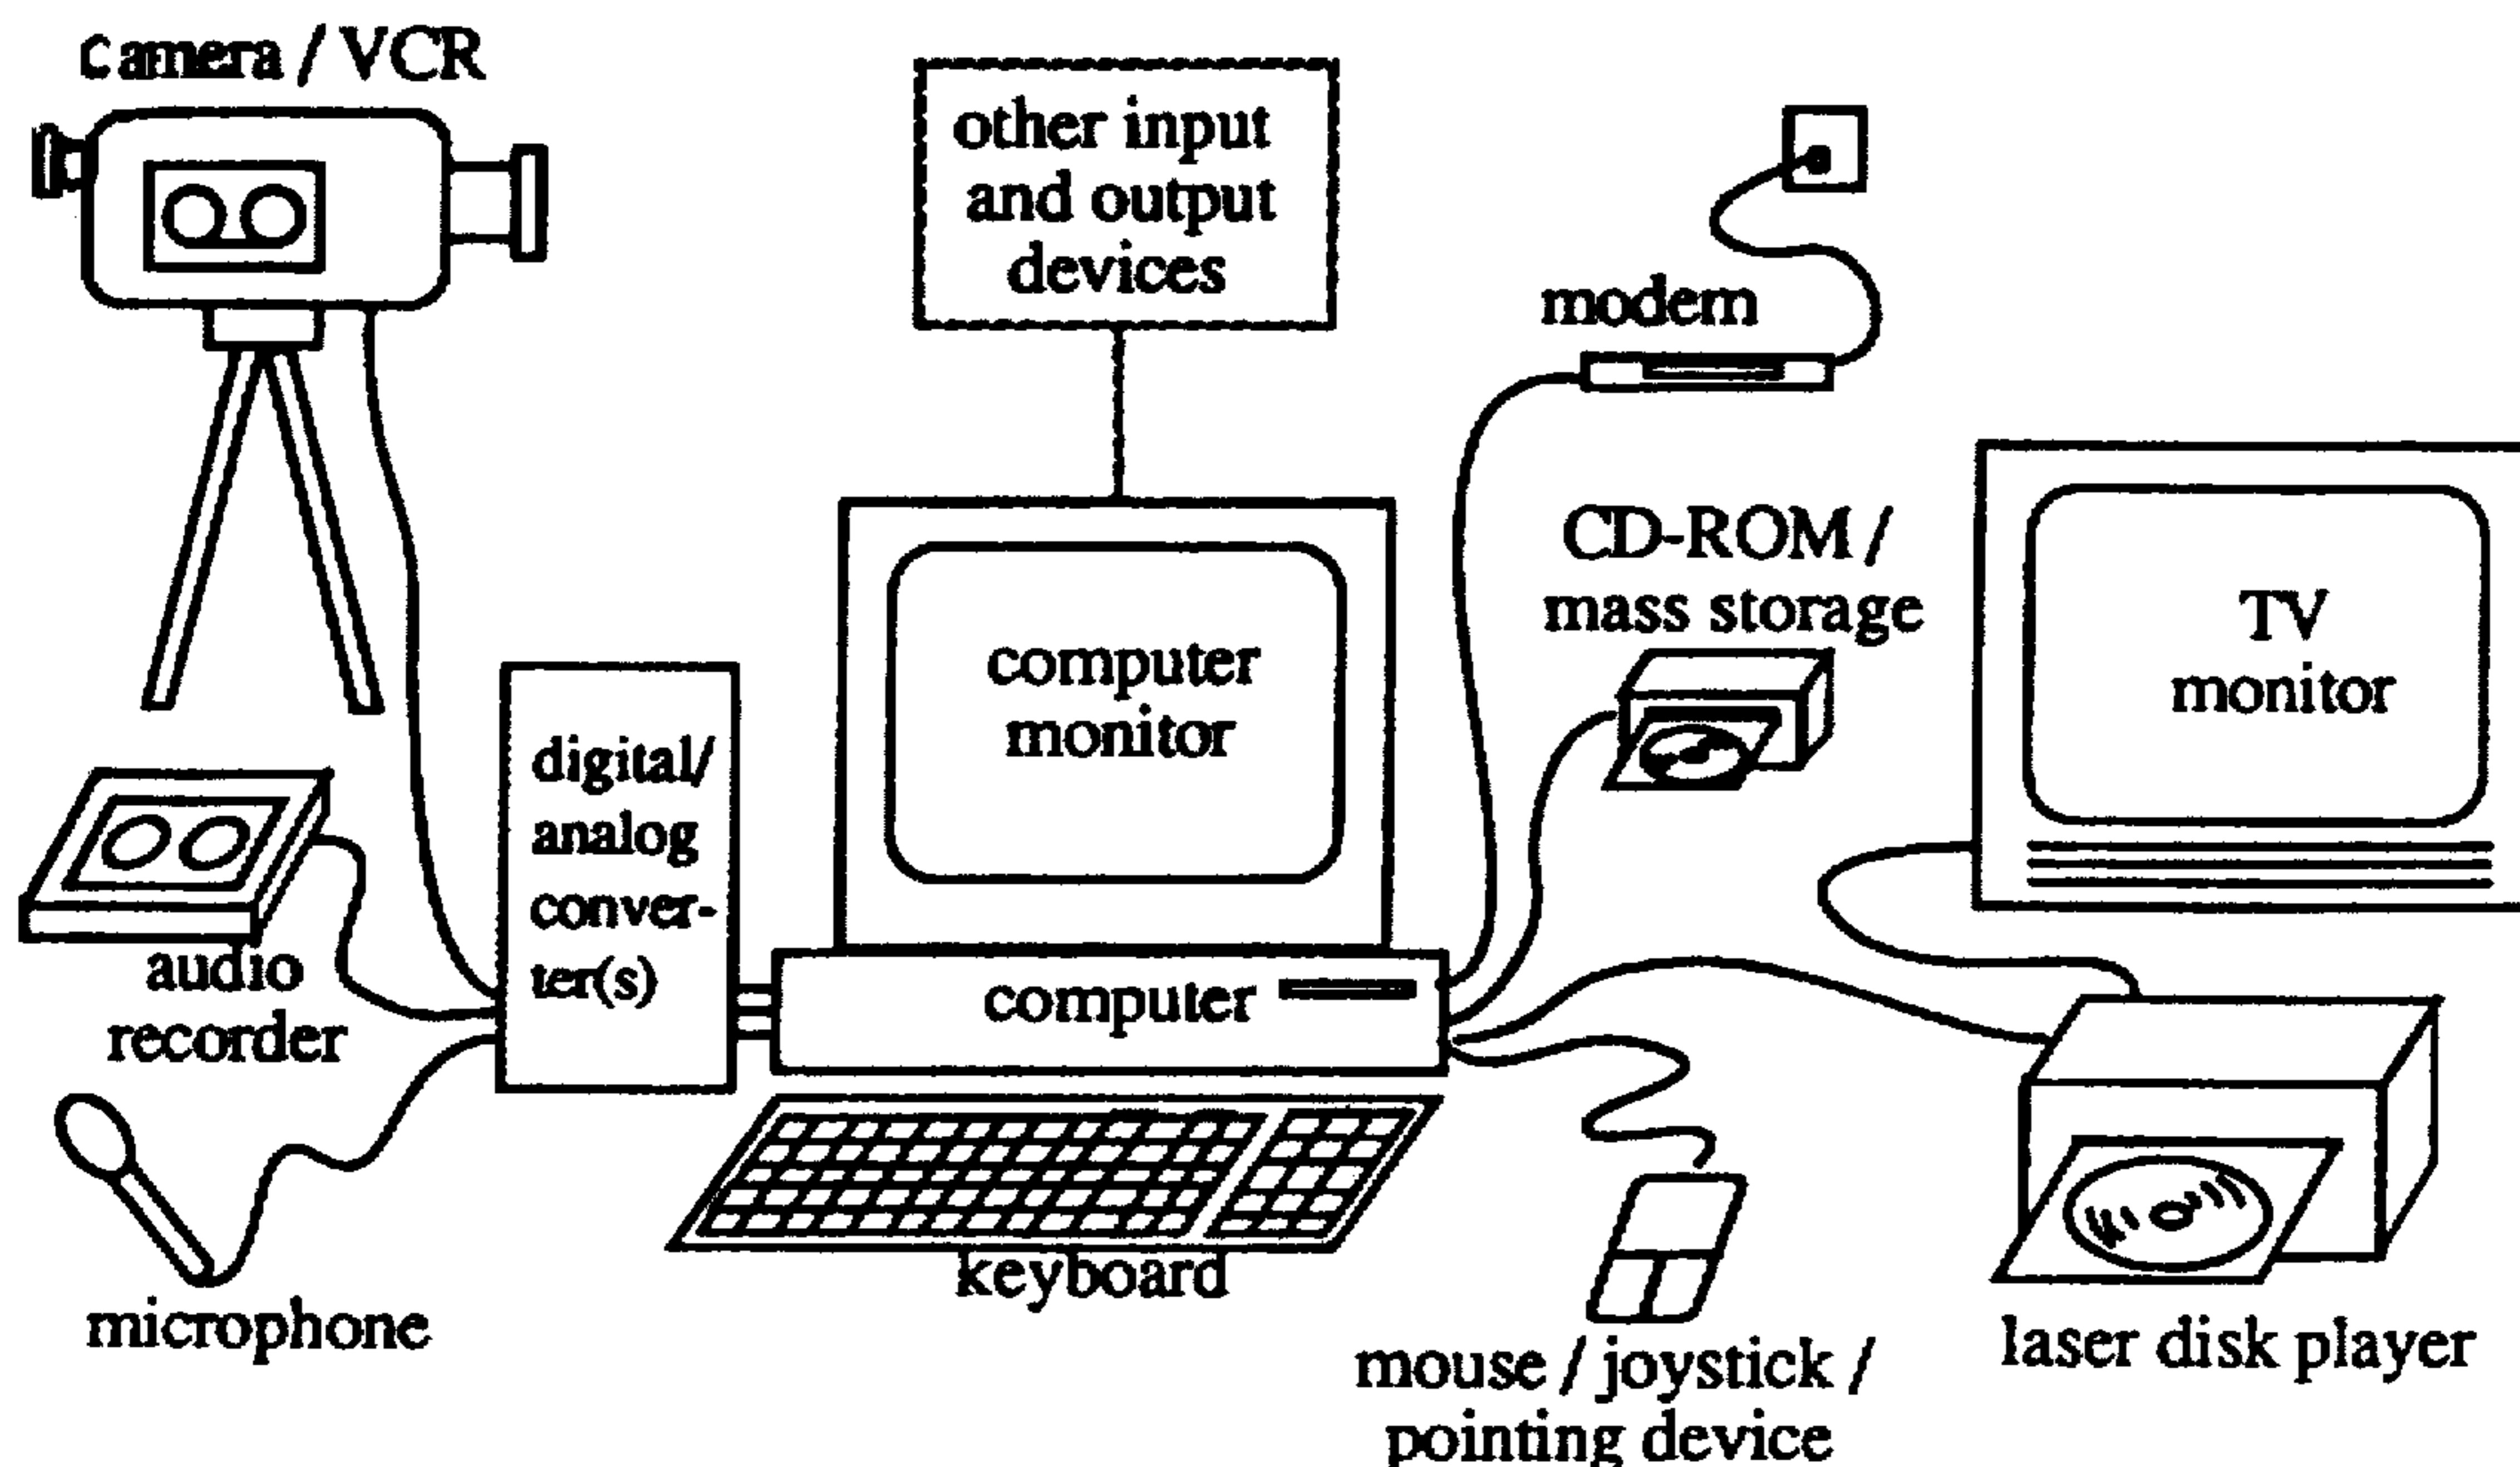 camera / VCR
other input
and output
devices
modem
CD-ROM /
mass storage
TV
monitor
computer
monitor
digital/
analog
conver-
ter(s)
computer
audio
recorder
keyboard
microphone
mouse / joystick /
pointing device
laser disk player